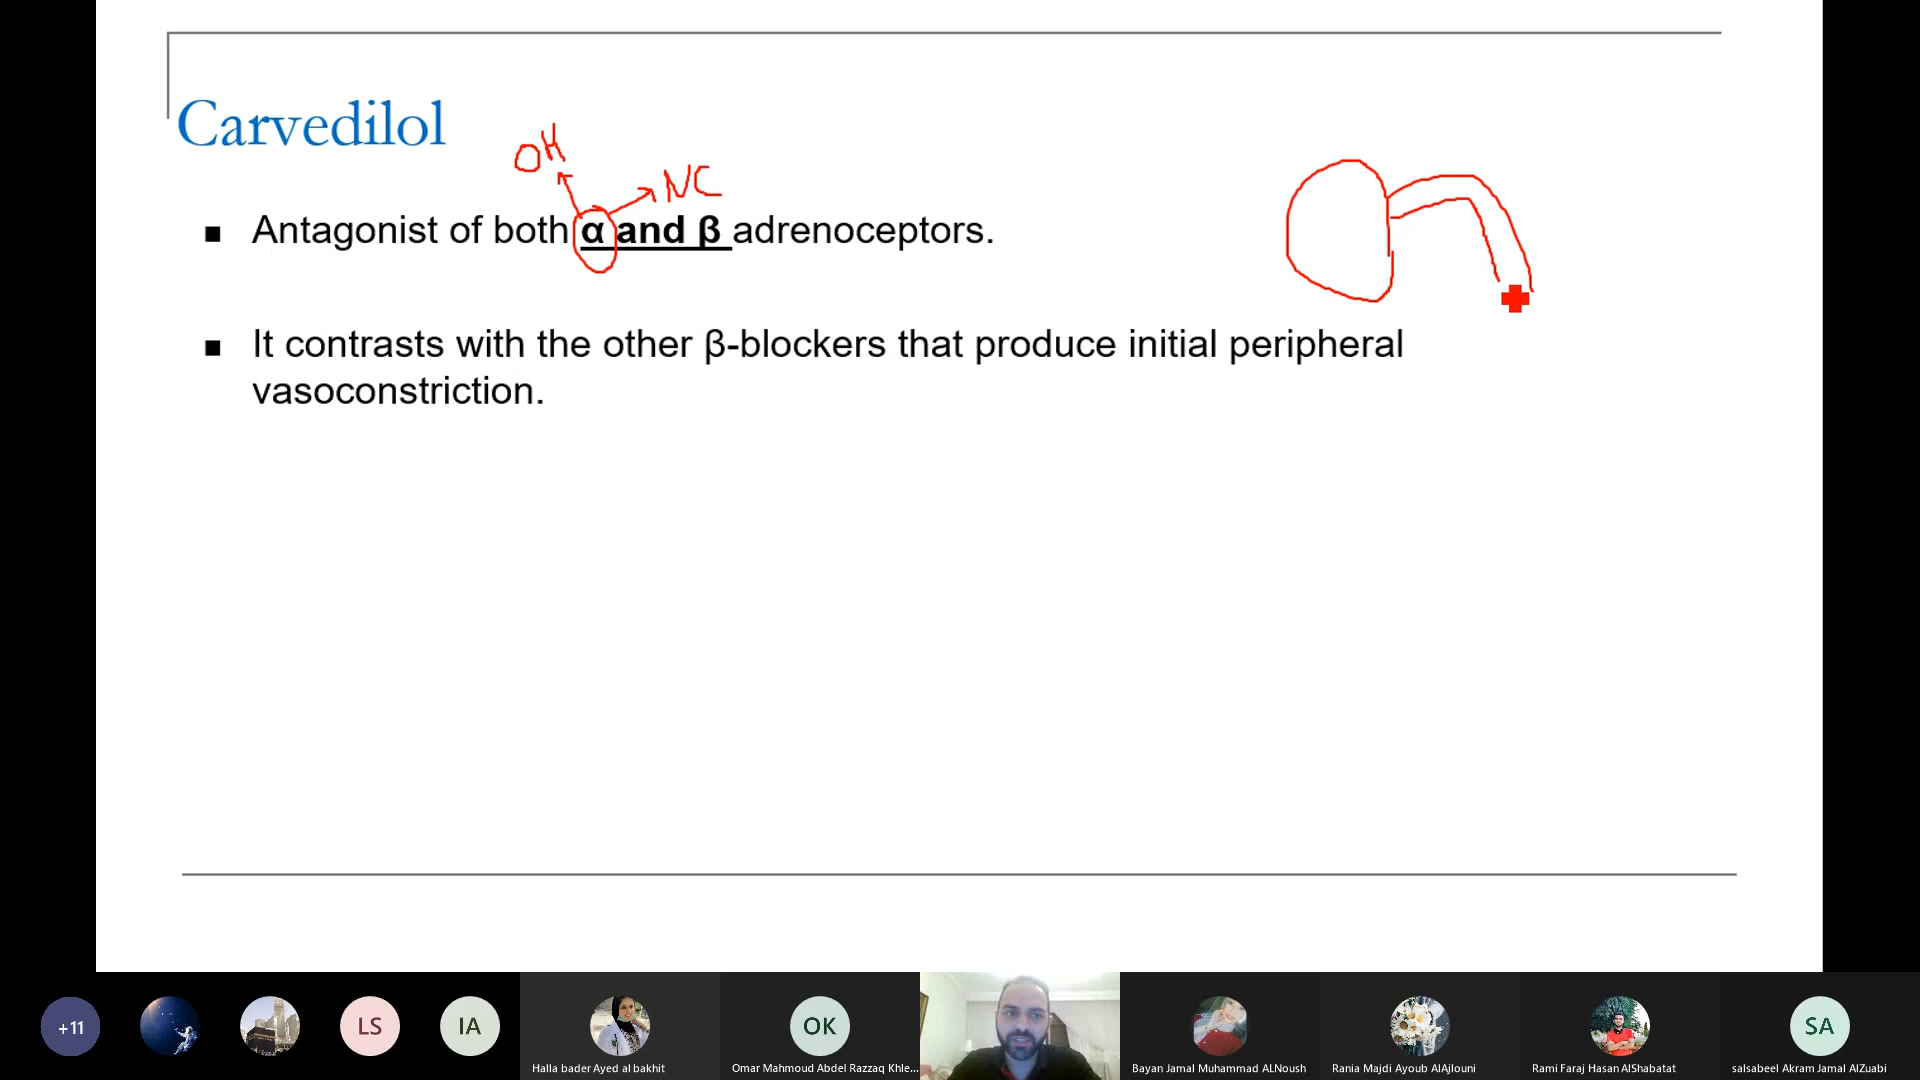 Carvedilol
OH
NC
■ Antagonist of both α and β adrenoceptors.
■ It contrasts with the other β-blockers that produce initial peripheral
vasoconstriction.
+11
LS
IA
OK
SA
Halla bader Ayed al bakhit
Omar Mahmoud Abdel Razzaq Khle...
Bayan Jamal Muhammad ALNoush
Rania Majdi Ayoub AlAjlouni
Rami Faraj Hasan AlShabatat
salsabeel Akram Jamal AlZuabi